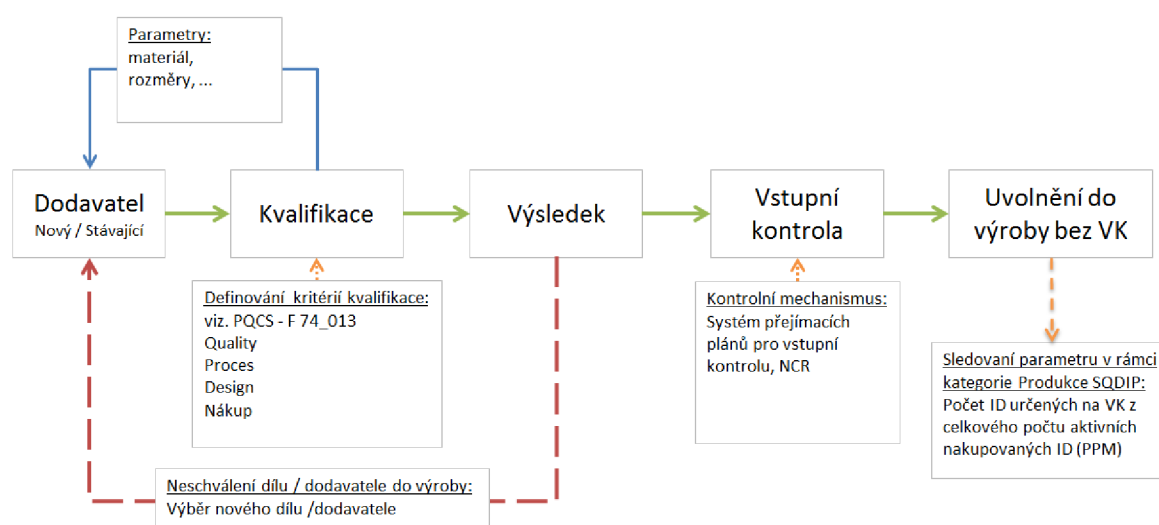 Parametry:
materiál,
rozměry, ...
Dodavatel
Nový / Stávající
Kvalifikace
Výsledek
Vstupní
kontrola
Uvolnění do
výroby bez VK
Definování kritérií kvalifikace:
viz. PQCS - F 74_013
Quality
Proces
Design
Nákup
Kontrolní mechanismus:
Systém přejímacích
plánů pro vstupní
kontrolu, NCR
Sledovaní parametru v rámci
kategorie Produkce SQDIP:
Počet ID určených na VK z
celkového počtu aktivních
nakupovaných ID (PPM)
Neschválení dílu / dodavatele do výroby:
Výběr nového dílu /dodavatele